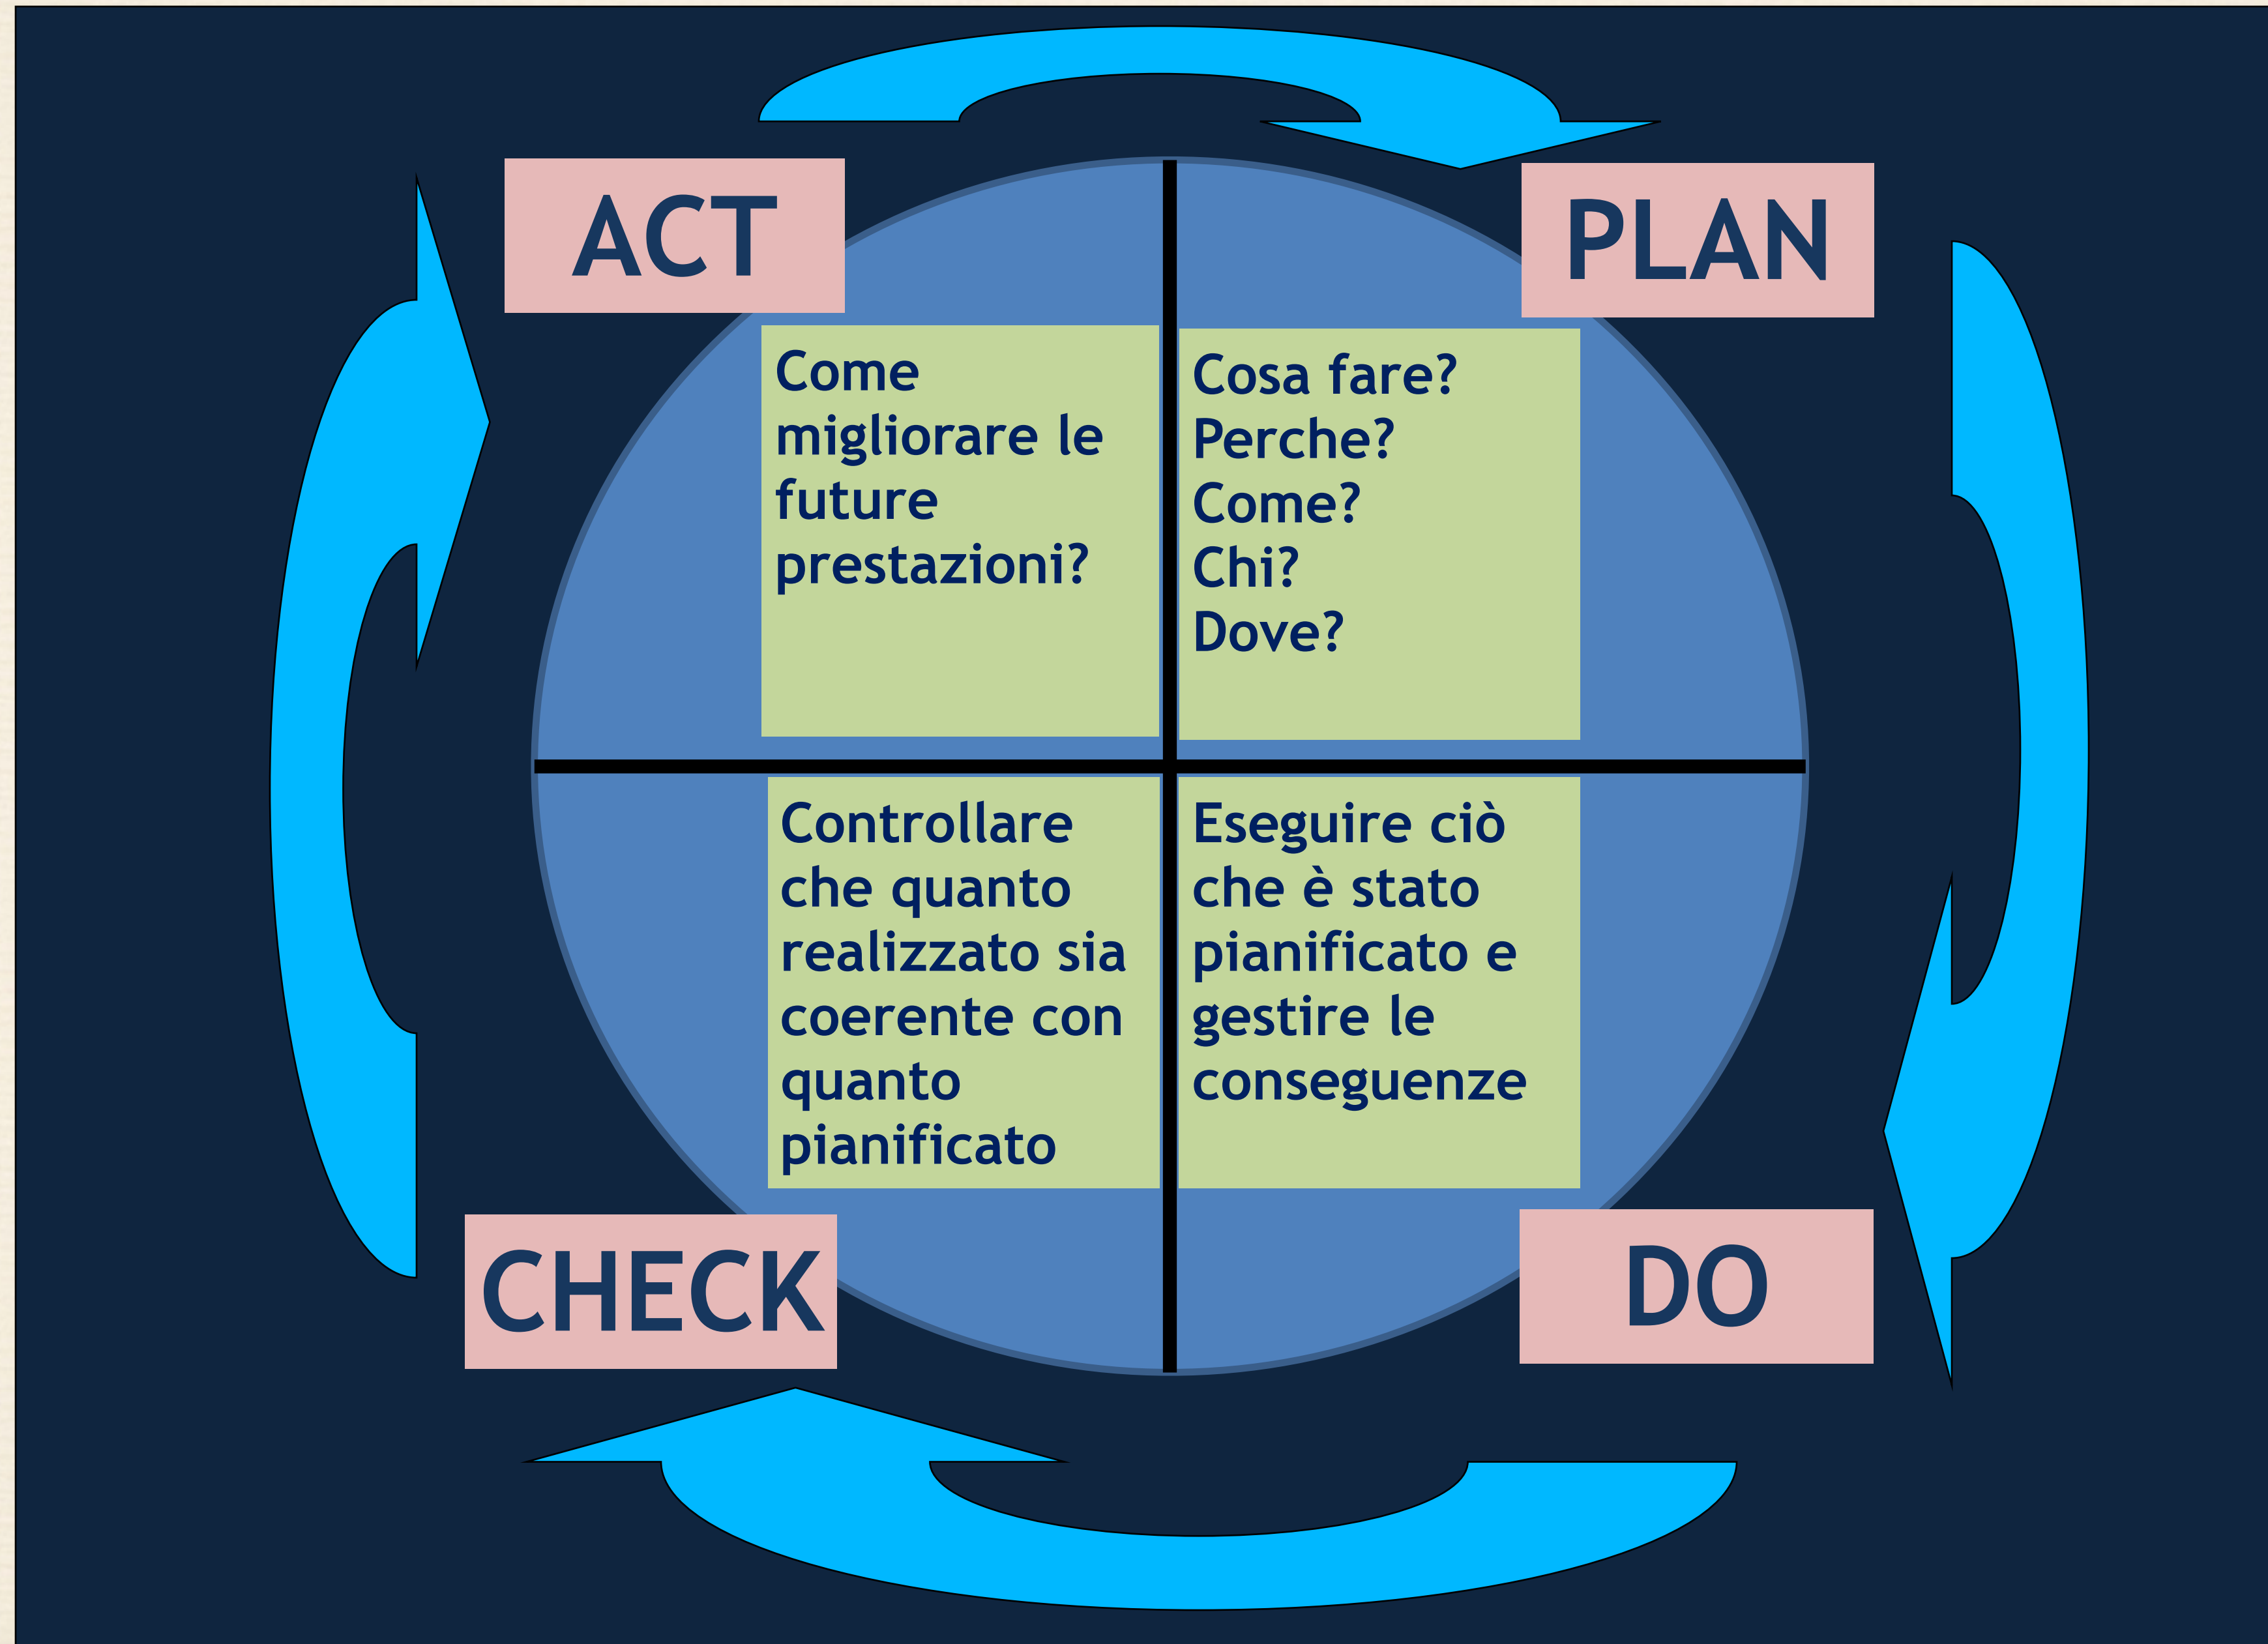 ACT
PLAN
Come
migliorare le
future
prestazioni?
Cosa fare?
Perche?
Come?
Chi?
Dove?
Controllare
che quanto
realizzato sia
coerente con
quanto
pianificato
Eseguire ciò
che è stato
pianificato e
gestire le
conseguenze
CHECK
DO